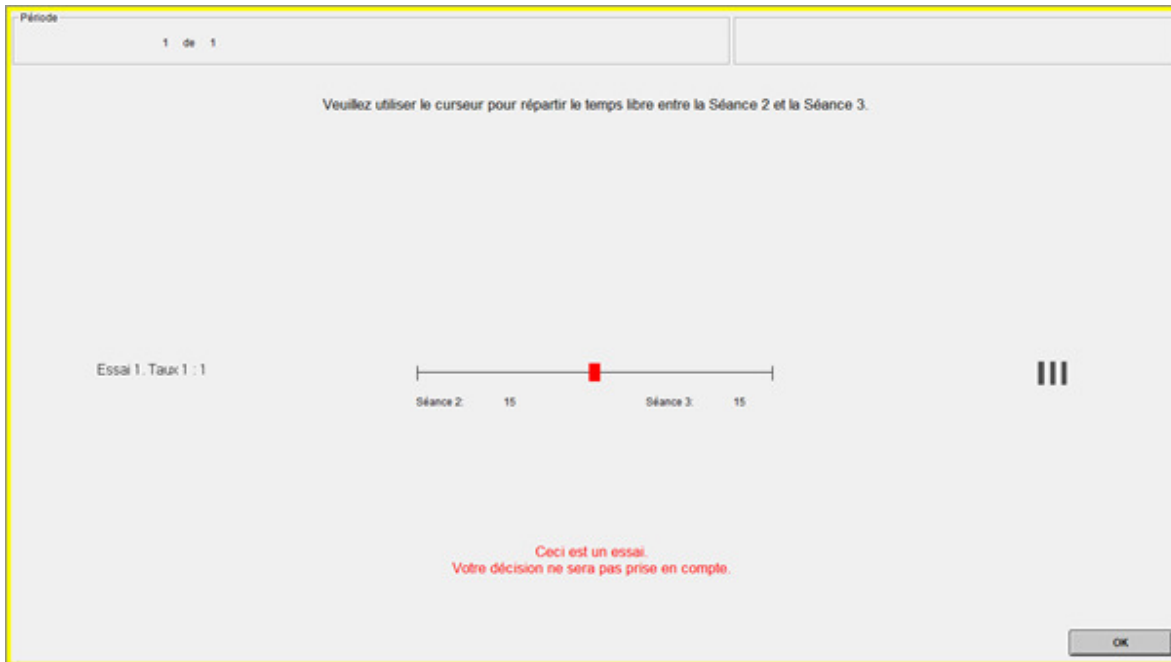 Période
1 de 1
Veuillez utiliser le curseur pour répartir le temps libre entre la Séance 2 et la Séance 3.
Essai 1. Taux 1 : 1
Séance 2: 15 Séance 3: 15
Ceci est un essai.
Votre décision ne sera pas prise en compte.
OK